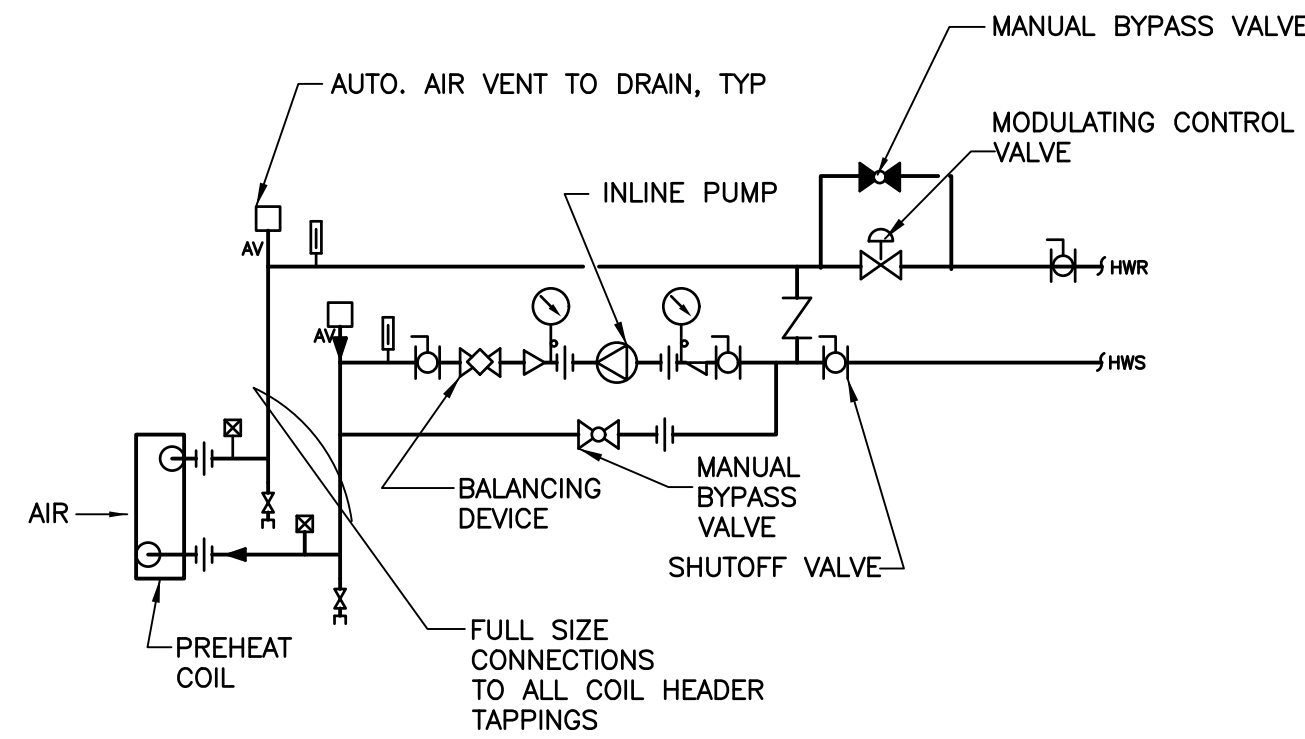 MANUAL BYPASS VALVE
AUTO. AIR VENT TO DRAIN, TYP
MODULATING CONTROL
VALVE
INLINE PUMP
AV
HWR
AV
HWS
MANUAL
BYPASS
VALVE
BALANCING
DEVICE
AIR
SHUTOFF VALVE
FULL SIZE
CONNECTIONS
TO ALL COIL HEADER
TAPPINGS
PREHEAT
COIL